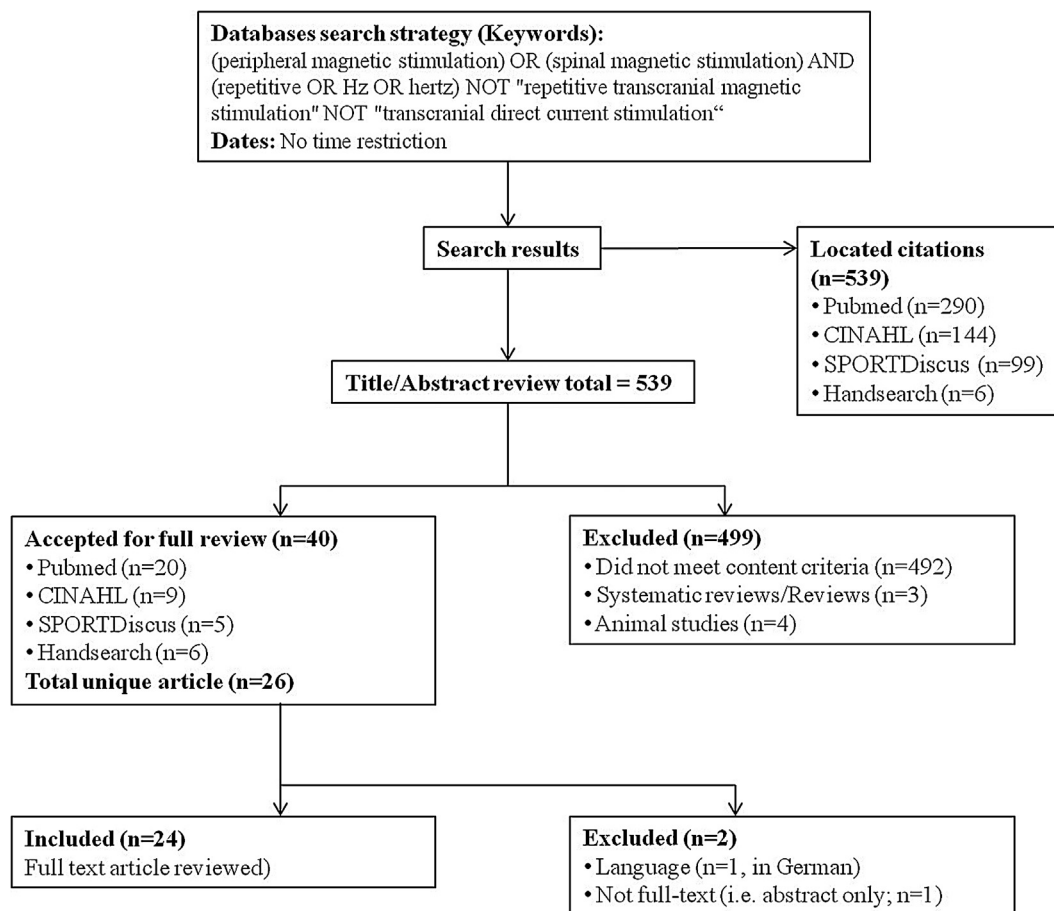 Databases search strategy (Keywords):
(peripheral magnetic stimulation) OR (spinal magnetic stimulation) AND
(repetitive OR Hz OR hertz) NOT "repetitive transcranial magnetic
stimulation" NOT "transcranial direct current stimulation“
Dates: No time restriction
Search results
Located citations
(n=539)
• Pubmed (n=290)
• CINAHL (n=144)
• SPORTDiscus (n=99)
• Handsearch (n=6)
Title/Abstract review total = 539
Accepted for full review (n=40)
• Pubmed (n=20)
• CINAHL (n=9)
• SPORTDiscus (n=5)
• Handsearch (n=6)
Total unique article (n=26)
Excluded (n=499)
• Did not meet content criteria (n=492)
• Systematic reviews/Reviews (n=3)
• Animal studies (n=4)
Included (n=24)
Full text article reviewed)
Excluded (n=2)
• Language (n=1, in German)
• Not full-text (i.e. abstract only; n=1)